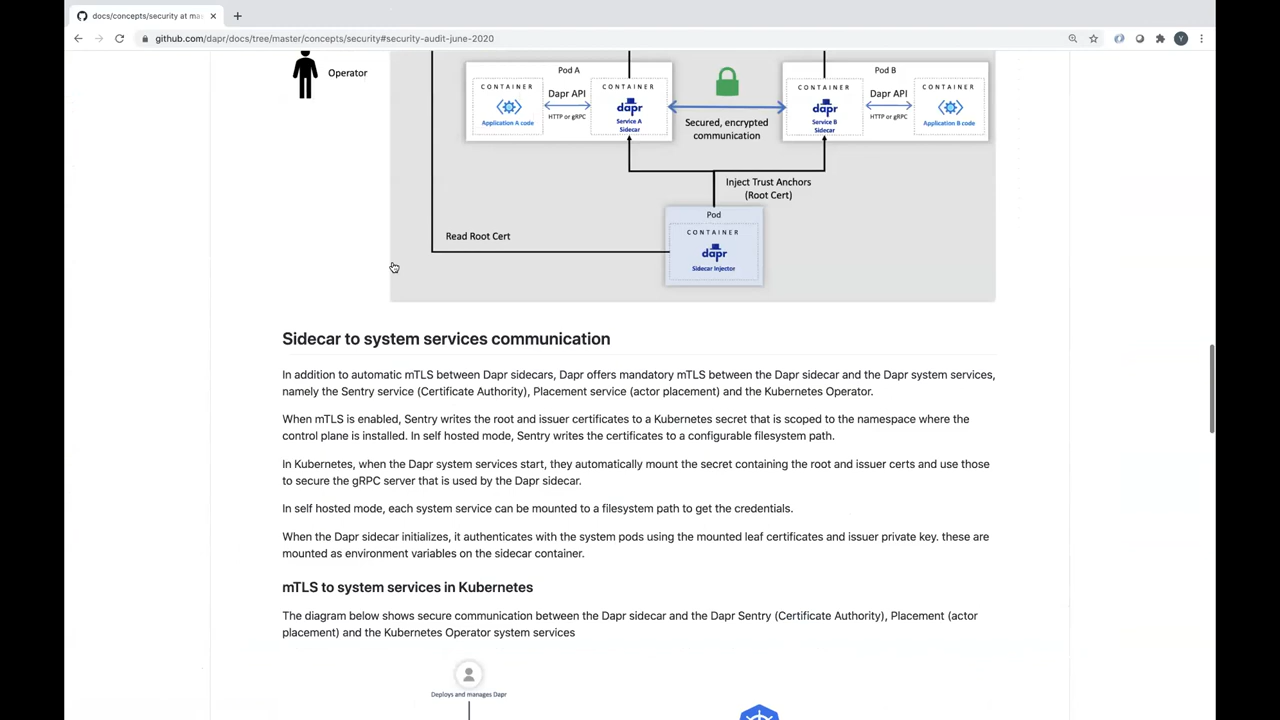 docs/concepts/security at ma
github.com/dapr/docs/tree/master/concepts/security#security-audit-june-2020
Y
Operator
Pod A
CONTAINER
Application A code
Dapr API
HTTP or gRPC
CONTAINER
dapr
Service A
Sidecar
Secured, encrypted
communication
Pod B
CONTAINER
dapr
Service B
Sidecar
Dapr API
HTTP or gRPC
CONTAINER
Application B code
Inject Trust Anchors
(Root Cert)
Read Root Cert
Pod
CONTAINER
dapr
Sidecar Injector
Sidecar to system services communication
In addition to automatic mTLS between Dapr sidecars, Dapr offers mandatory mTLS between the Dapr sidecar and the Dapr system services,
namely the Sentry service (Certificate Authority), Placement service (actor placement) and the Kubernetes Operator.
When mTLS is enabled, Sentry writes the root and issuer certificates to a Kubernetes secret that is scoped to the namespace where the
control plane is installed. In self hosted mode, Sentry writes the certificates to a configurable filesystem path.
In Kubernetes, when the Dapr system services start, they automatically mount the secret containing the root and issuer certs and use those
to secure the gRPC server that is used by the Dapr sidecar.
In self hosted mode, each system service can be mounted to a filesystem path to get the credentials.
When the Dapr sidecar initializes, it authenticates with the system pods using the mounted leaf certificates and issuer private key. these are
mounted as environment variables on the sidecar container.
mTLS to system services in Kubernetes
The diagram below shows secure communication between the Dapr sidecar and the Dapr Sentry (Certificate Authority), Placement (actor
placement) and the Kubernetes Operator system services
Deploys and manages Dapr